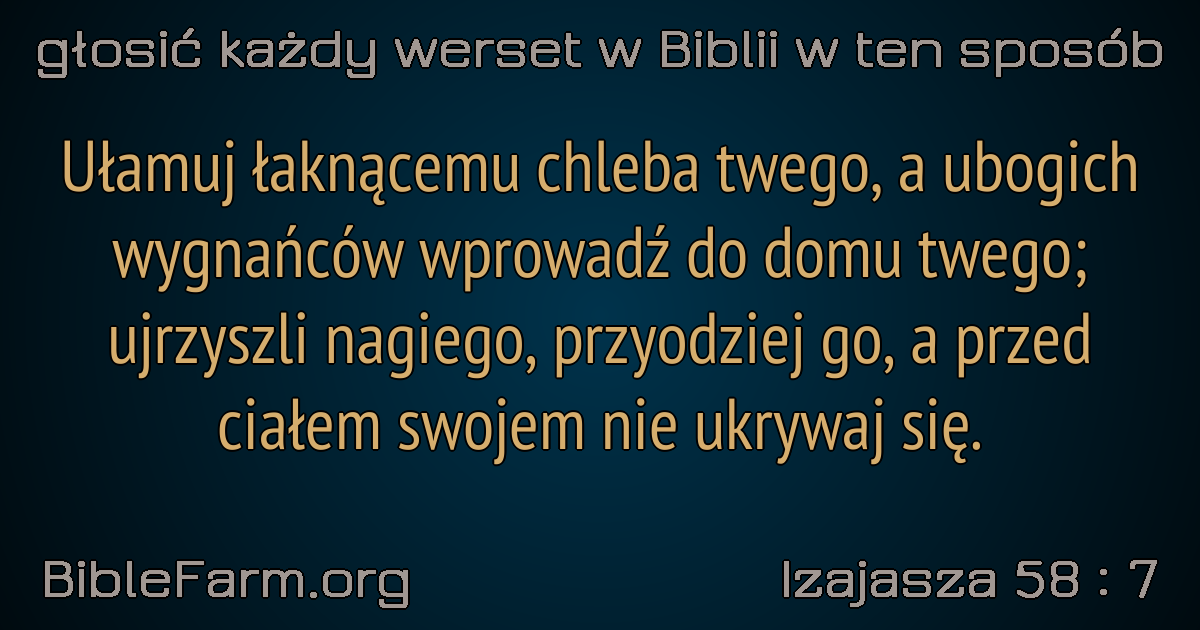 głosić każdy werset w Biblii w ten sposób
Ułamuj łaknącemu chleba twego, a ubogich
wygnańców wprowadź do domu twego;
ujrzyszli nagiego, przyodziej go, a przed
ciałem swojem nie ukrywaj się.
BibleFarm.org
Izajasza 58 : 7